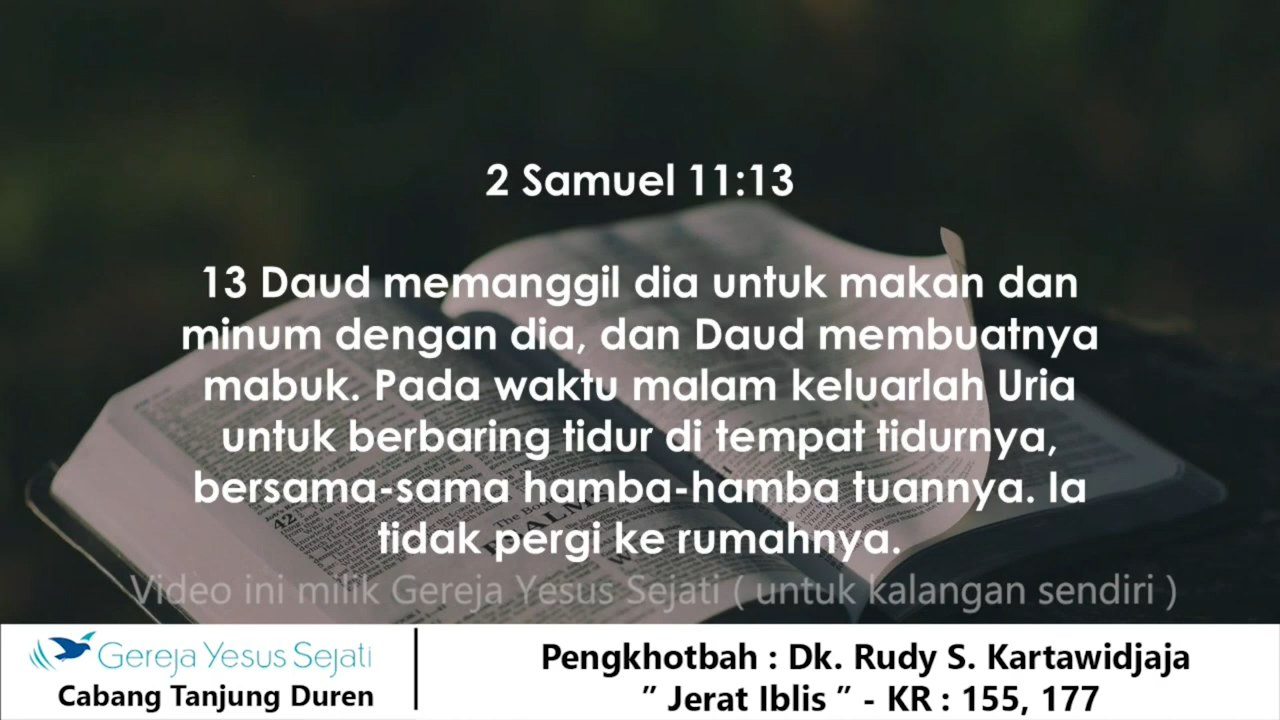 2 Samuel 11:13
13 Daud memanggil dia untuk makan dan
minum dengan dia, dan Daud membuatnya
mabuk. Pada waktu malam keluarlah Uria
untuk berbaring tidur di tempat tidurnya,
bersama-sama hamba-hamba tuannya. Ia
tidak pergi ke rumahnya.
Video ini milik Gereja Yesus Sejati ( untuk kalangan sendiri )
Gereja Yesus Sejati
Cabang Tanjung Duren
Pengkhotbah : Dk. Rudy S. Kartawidjaja
” Jerat Iblis ” - KR : 155, 177